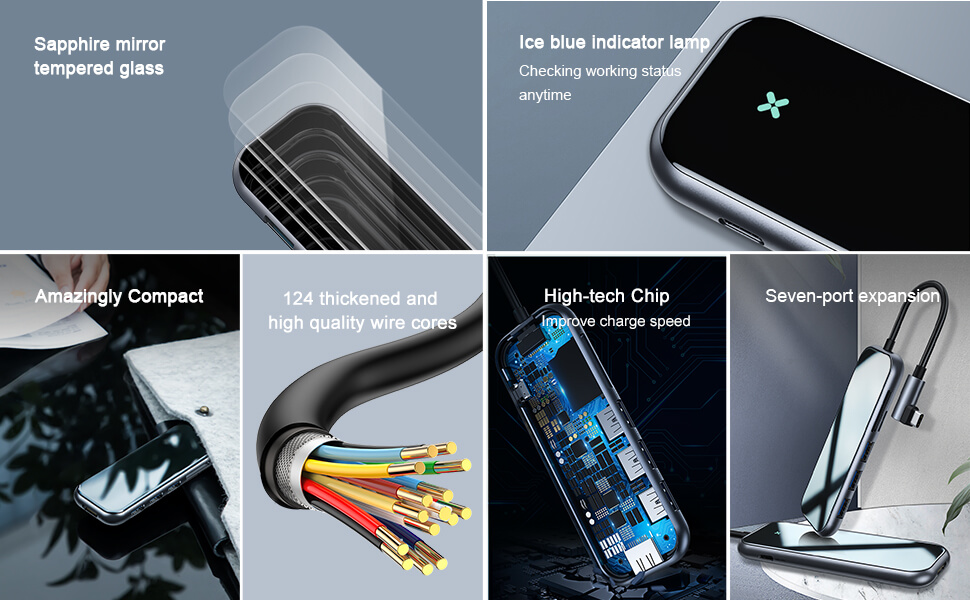 Sapphire mirror
tempered glass
Ice blue indicator lamp
Checking working status
anytime
Amazingly Compact
124 thickened and
high quality wire cores
High-tech Chip
Improve charge speed
Seven-port expansion